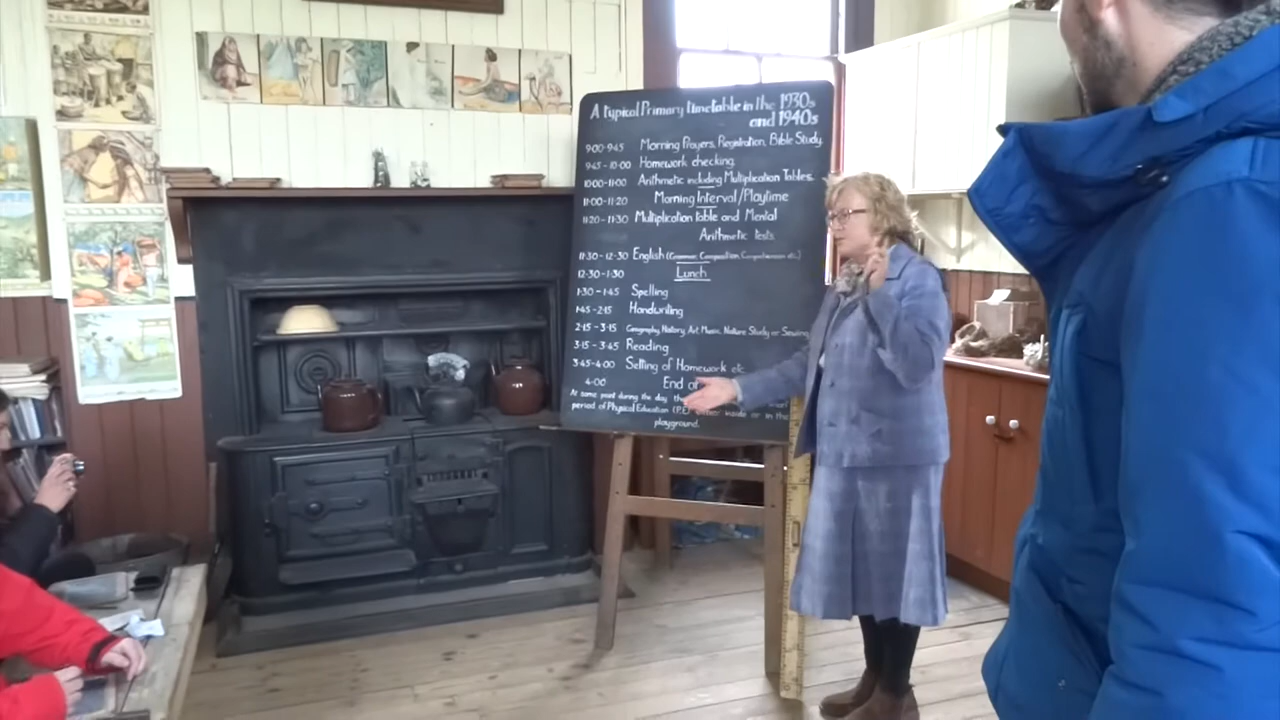 A typical Primary timetable in the 1930s
and 1940s
9·00-9·45 Morning Prayers, Registration, Bible Study.
9·45 - 10·00 Homework checking.
10·00-11·00 Arithmetic including Multiplication Tables.
11·00-11·20 Morning Interval/Playtime
11·20 - 11·30 Multiplication table and Mental
Arithmetic tests.
11·30 - 12·30 English (Grammar, Composition, Comprehension etc.)
12·30-1·30 Lunch
1·30 - 1·45 Spelling
1·45 - 2·15 Handwriting
2·15 - 3·15 Geography, History, Art, Music, Nature Study or Sewing
3·15 - 3·45 Reading
3·45-4·00 Setting of Homework etc.
4·00 End
At some point during the day
period of Physical Education (P.E.) inside or in the
playground.